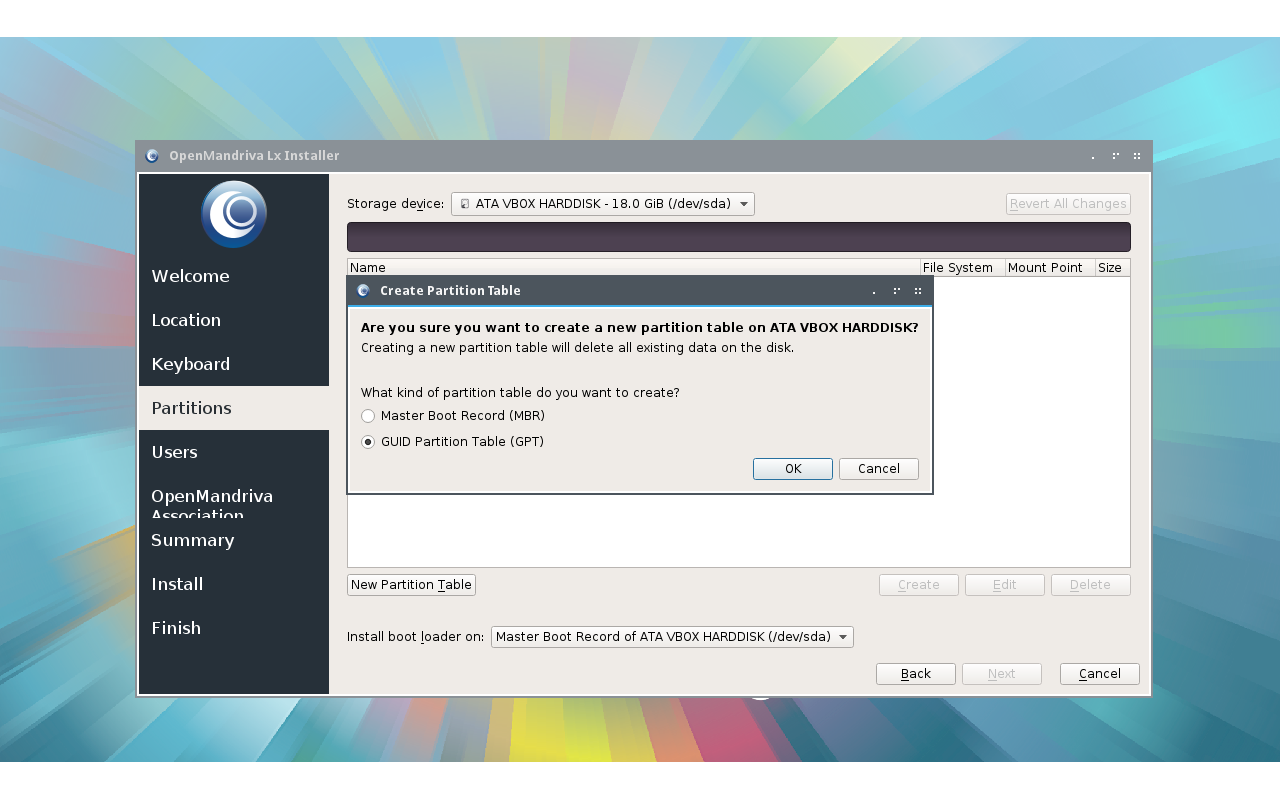 OpenMandriva Lx Installer
Storage device: ATA VBOX HARDDISK - 18.0 GiB (/dev/sda) Revert All Changes
Welcome
Location
Keyboard
Partitions
Users
OpenMandriva
Association
Summary
Install
Finish
Name File System Mount Point Size
Create Partition Table
Are you sure you want to create a new partition table on ATA VBOX HARDDISK?
Creating a new partition table will delete all existing data on the disk.
What kind of partition table do you want to create?
Master Boot Record (MBR)
GUID Partition Table (GPT)
OK Cancel
New Partition Table Create Edit Delete
Install boot loader on: Master Boot Record of ATA VBOX HARDDISK (/dev/sda)
Back Next Cancel